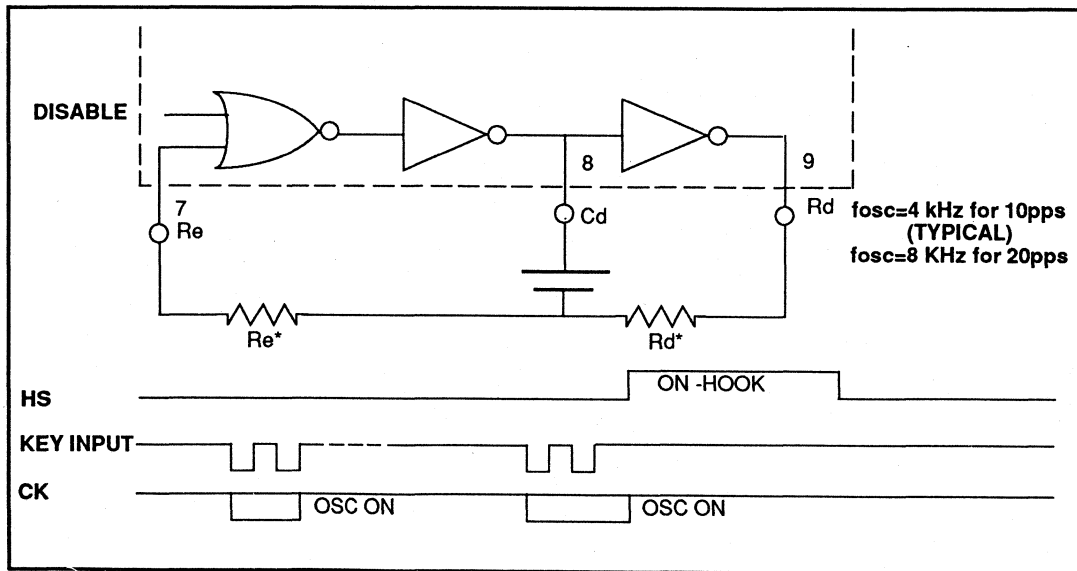 DISABLE
8
9
7
Re
Cd
Rd
fosc=4 kHz for 10pps
(TYPICAL)
fosc=8 KHz for 20pps
Re*
Rd*
HS
ON -HOOK
KEY INPUT
CK
OSC ON
OSC ON